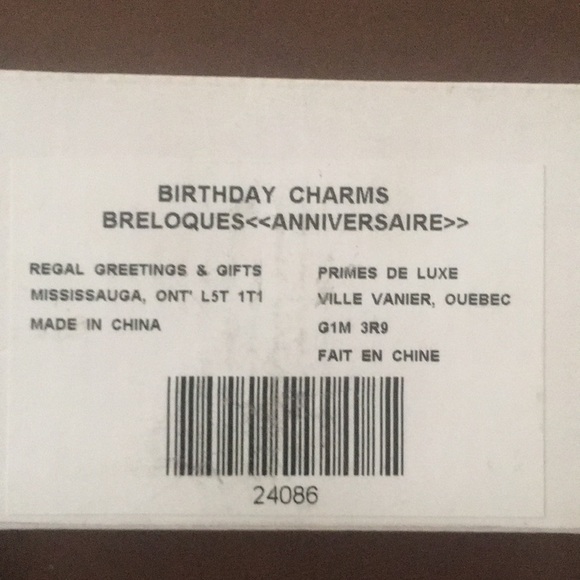 BIRTHDAY CHARMS
BRELOQUES<<ANNIVERSAIRE>>
REGAL GREETINGS & GIFTS
MISSISSAUGA, ONT' L5T 1T1
MADE IN CHINA
PRIMES DE LUXE
VILLE VANIER, OUEBEC
G1M 3R9
FAIT EN CHINE
24086